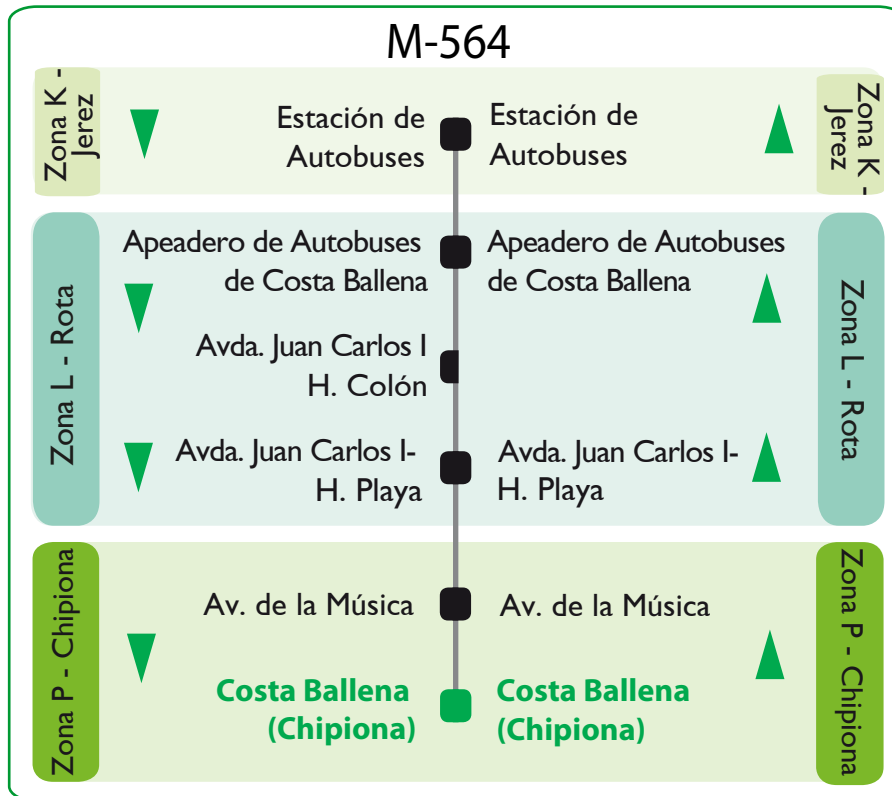 M-564
Zona K -
Jerez
Estación de
Autobuses
Estación de
Autobuses
Zona K -
Jerez
Zona L - Rota
Apeadero de Autobuses
de Costa Ballena
Apeadero de Autobuses
de Costa Ballena
Avda. Juan Carlos I
H. Colón
Avda. Juan Carlos I-
H. Playa
Avda. Juan Carlos I-
H. Playa
Zona L - Rota
Zona P - Chipiona
Av. de la Música
Av. de la Música
Costa Ballena
(Chipiona)
Costa Ballena
(Chipiona)
Zona P - Chipiona